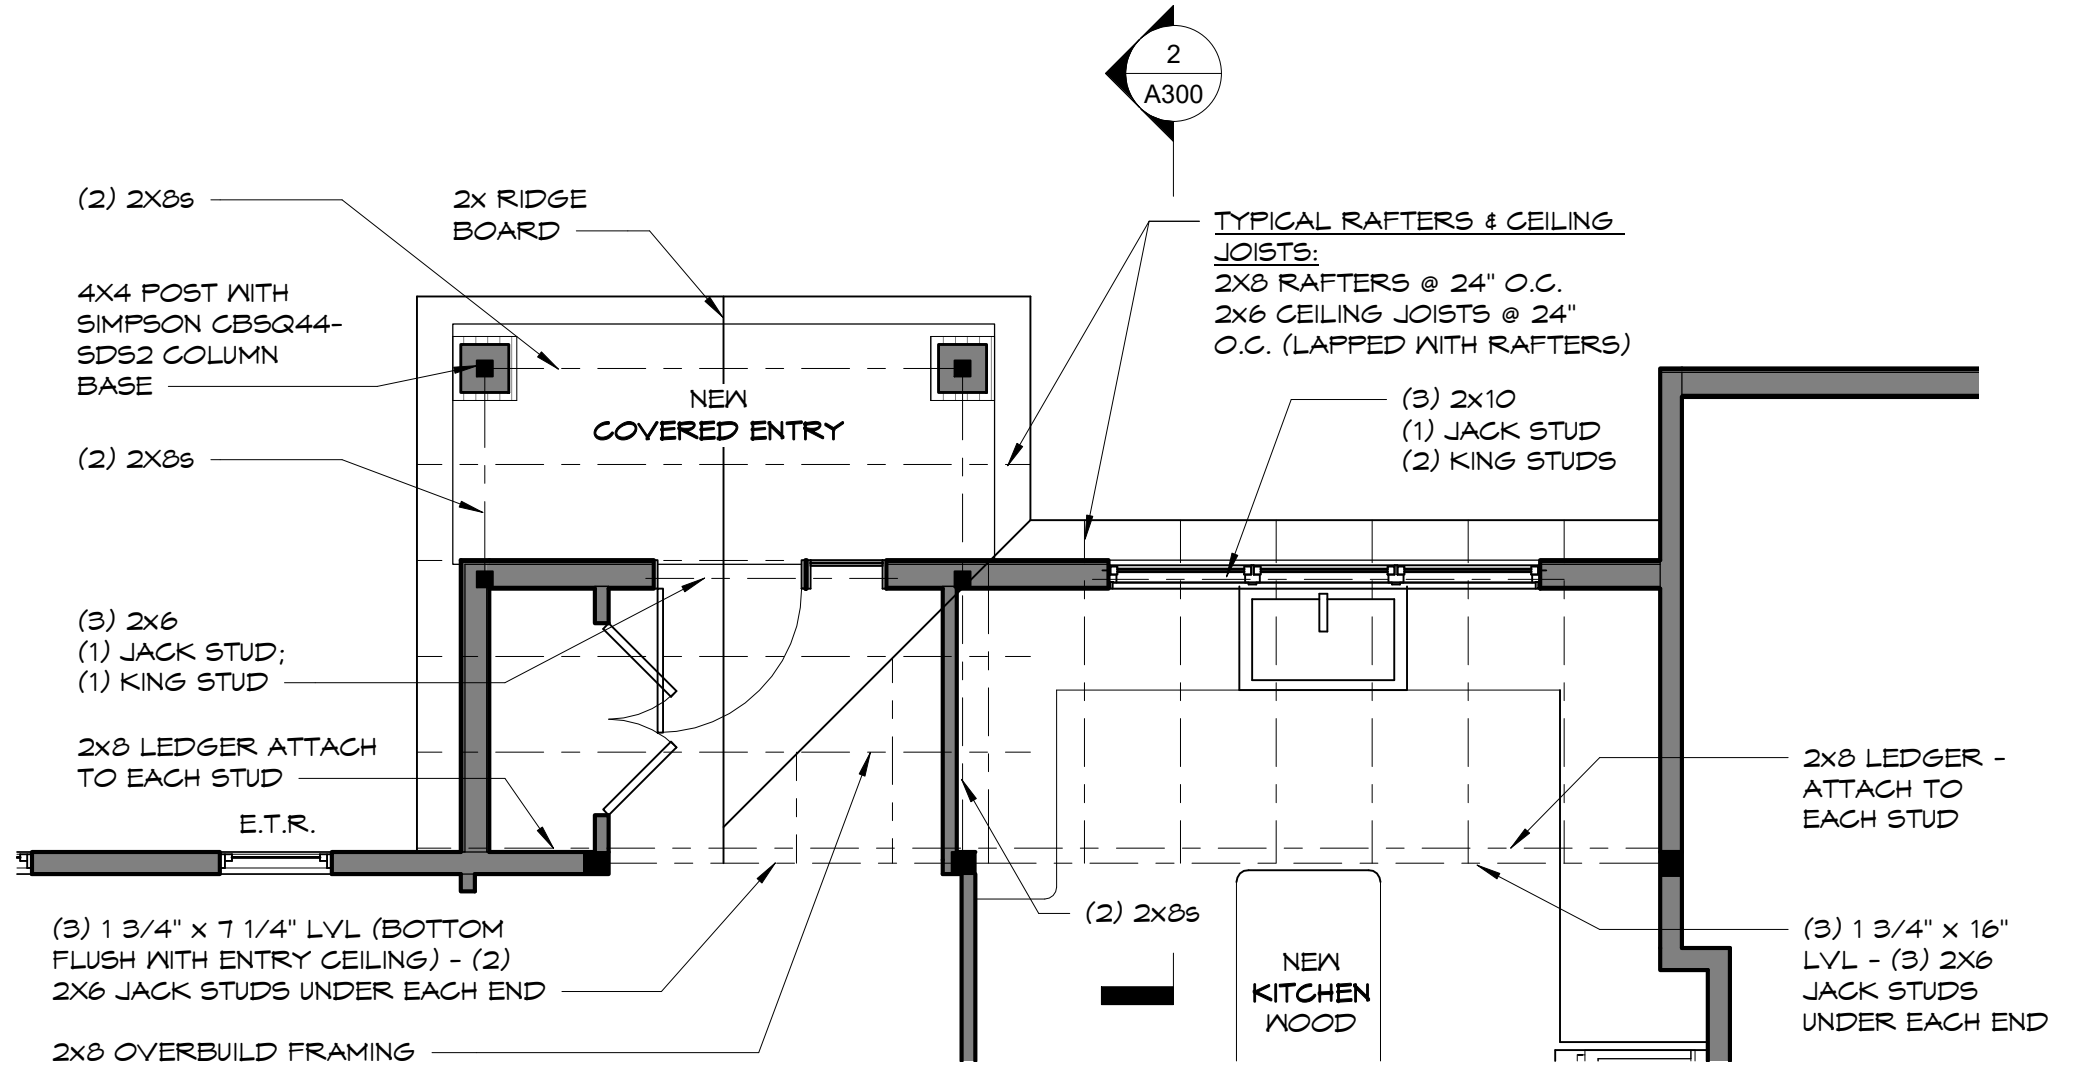 2
A300
(2) 2X8s
2x RIDGE
BOARD
TYPICAL RAFTERS & CEILING
JOISTS:
2X8 RAFTERS @ 24" O.C.
2x6 CEILING JOISTS @ 24"
O.C. (LAPPED WITH RAFTERS)
4X4 POST WITH
SIMPSON CBSQ44-
SDS2 COLUMN
BASE
NEW
COVERED ENTRY
(3) 2x10
(1) JACK STUD
(2) KING STUDS
(2) 2X8s
(3) 2x6
(1) JACK STUD;
(1) KING STUD
2x8 LEDGER ATTACH
TO EACH STUD
E.T.R.
2x8 LEDGER -
ATTACH TO
EACH STUD
(3) 1 3/4" x 7 1/4" LVL (BOTTOM
FLUSH WITH ENTRY CEILING) - (2)
2X6 JACK STUDS UNDER EACH END
2x8 OVERBUILD FRAMING
(2) 2x8s
NEW
KITCHEN
WOOD
(3) 1 3/4" x 16"
LVL - (3) 2X6
JACK STUDS
UNDER EACH END